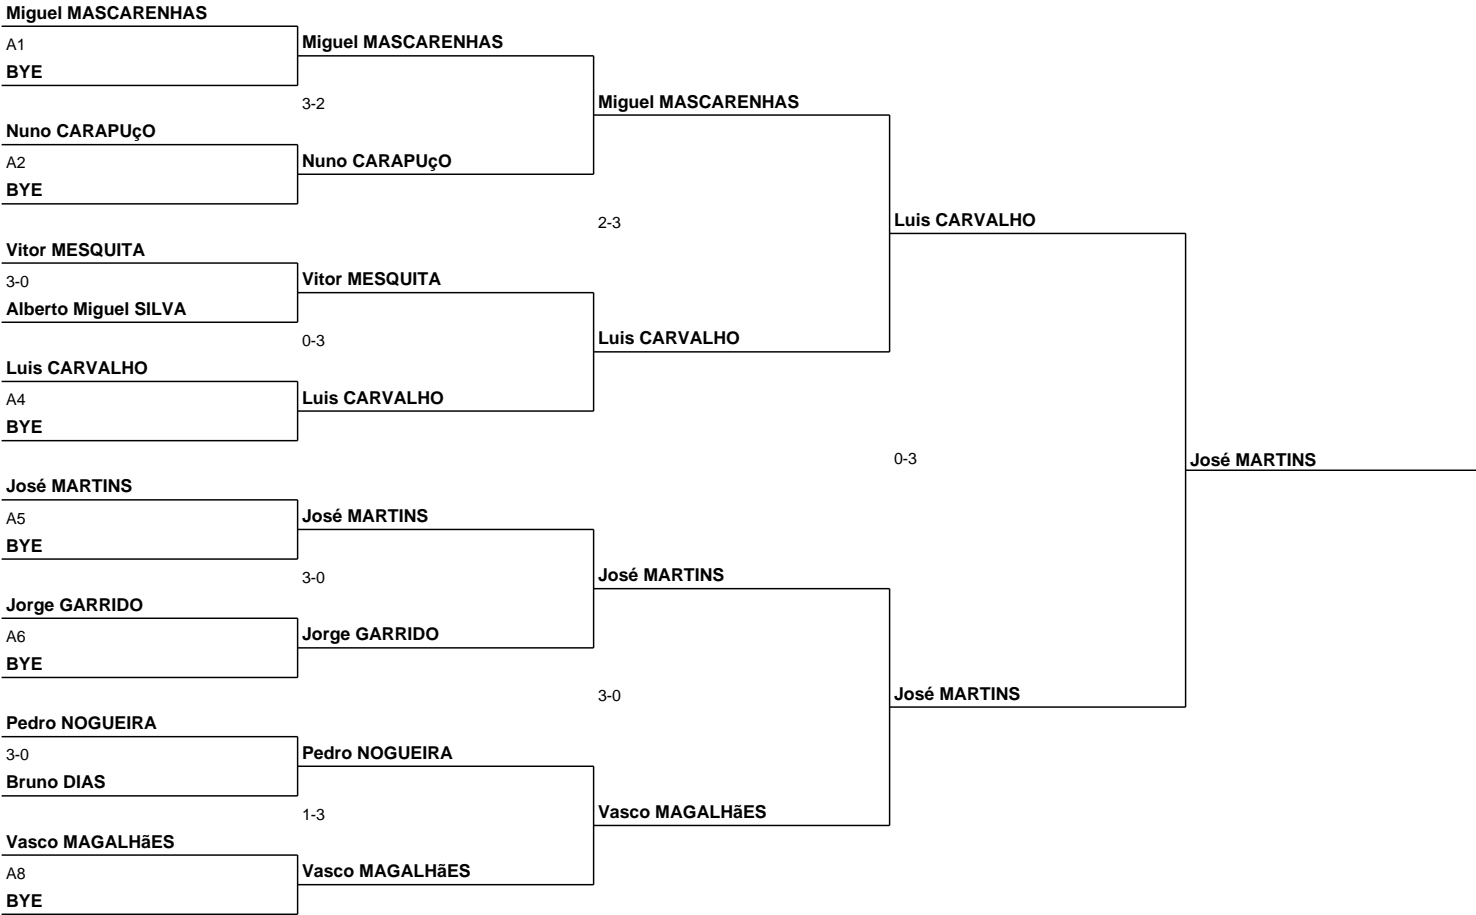 Miguel MASCARENHAS
A1
BYE
Nuno CARAPUçO
A2
BYE
Vitor MESQUITA
3-0
Alberto Miguel SILVA
Luis CARVALHO
A4
BYE
José MARTINS
A5
BYE
Jorge GARRIDO
A6
BYE
Pedro NOGUEIRA
3-0
Bruno DIAS
Vasco MAGALHãES
A8
BYE
Miguel MASCARENHAS
3-2
Nuno CARAPUçO
Vitor MESQUITA
0-3
Luis CARVALHO
José MARTINS
3-0
Jorge GARRIDO
Pedro NOGUEIRA
1-3
Vasco MAGALHãES
Miguel MASCARENHAS
2-3
Luis CARVALHO
José MARTINS
3-0
Vasco MAGALHãES
Luis CARVALHO
0-3
José MARTINS
José MARTINS